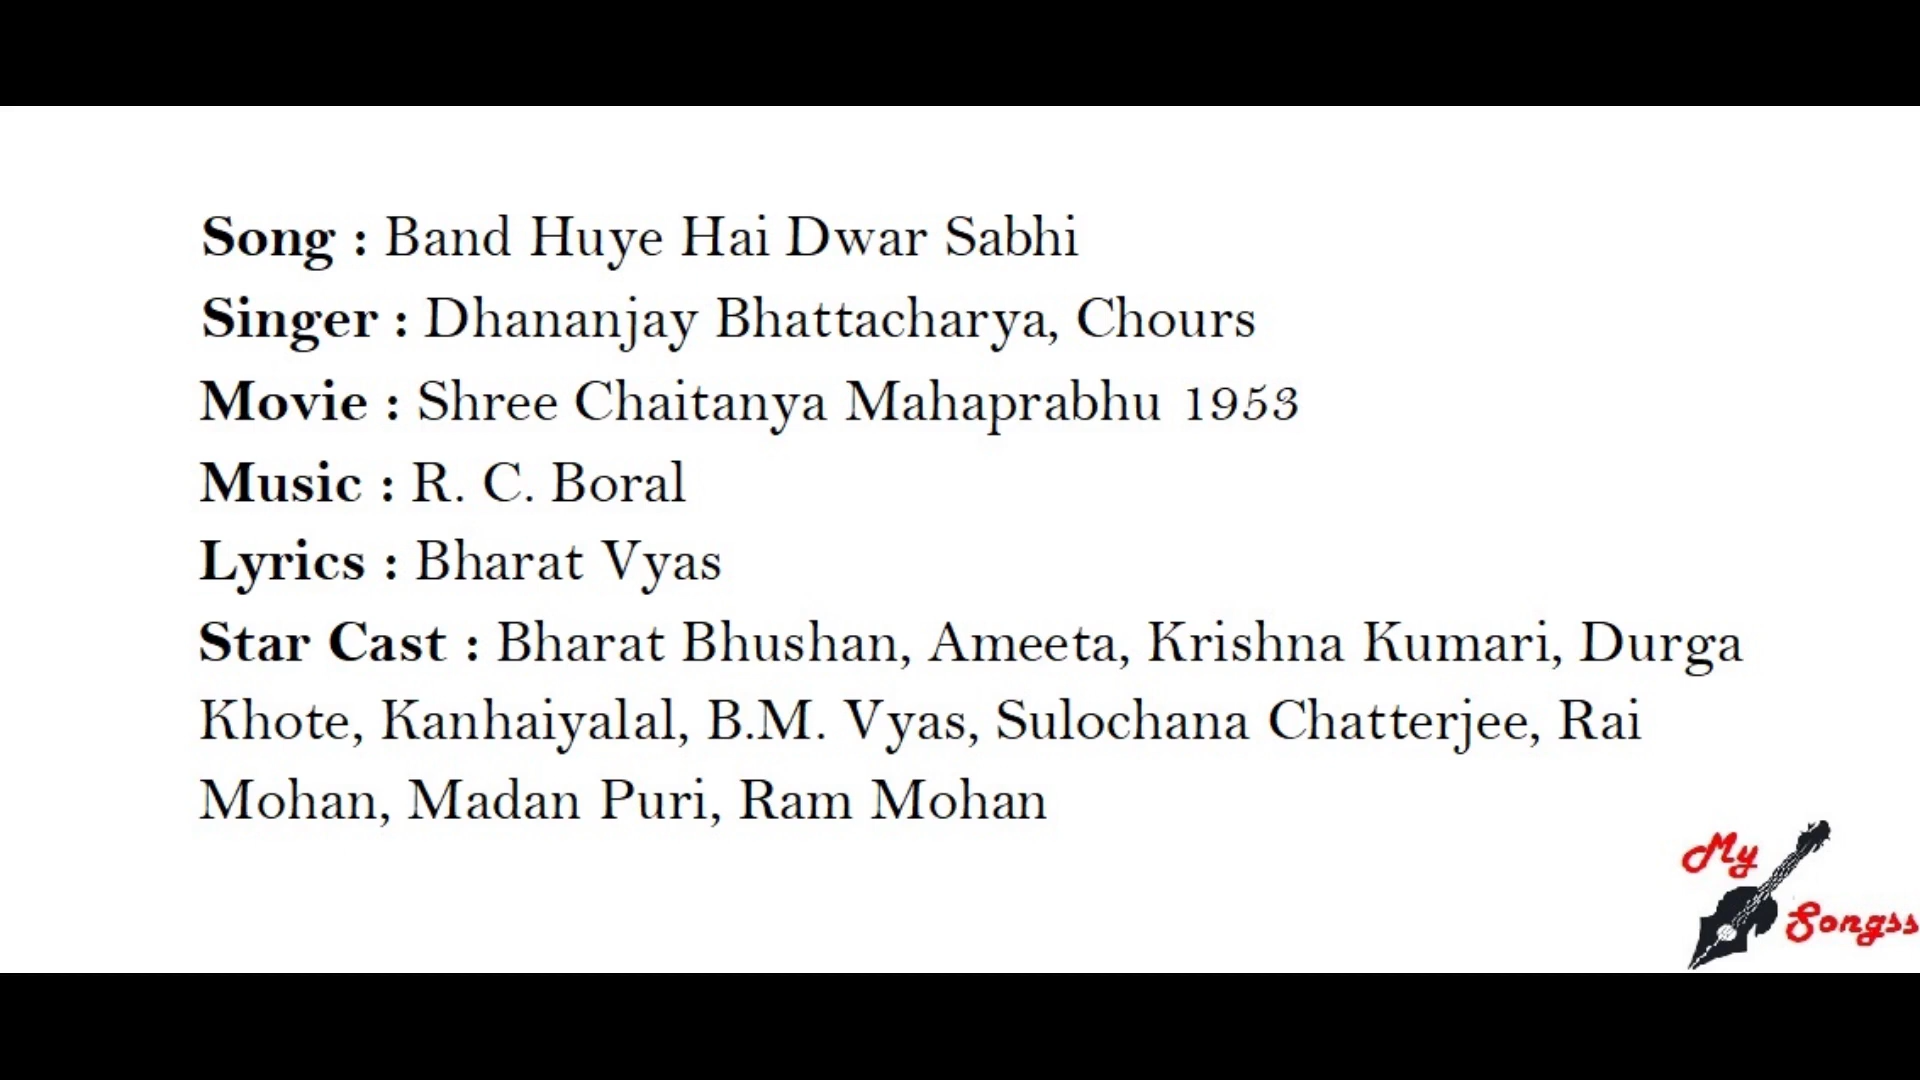 Song : Band Huye Hai Dwar Sabhi
Singer : Dhananjay Bhattacharya, Chours
Movie : Shree Chaitanya Mahaprabhu 1953
Music : R. C. Boral
Lyrics : Bharat Vyas
Star Cast : Bharat Bhushan, Ameeta, Krishna Kumari, Durga
Khote, Kanhaiyalal, B.M. Vyas, Sulochana Chatterjee, Rai
Mohan, Madan Puri, Ram Mohan
My
Songss